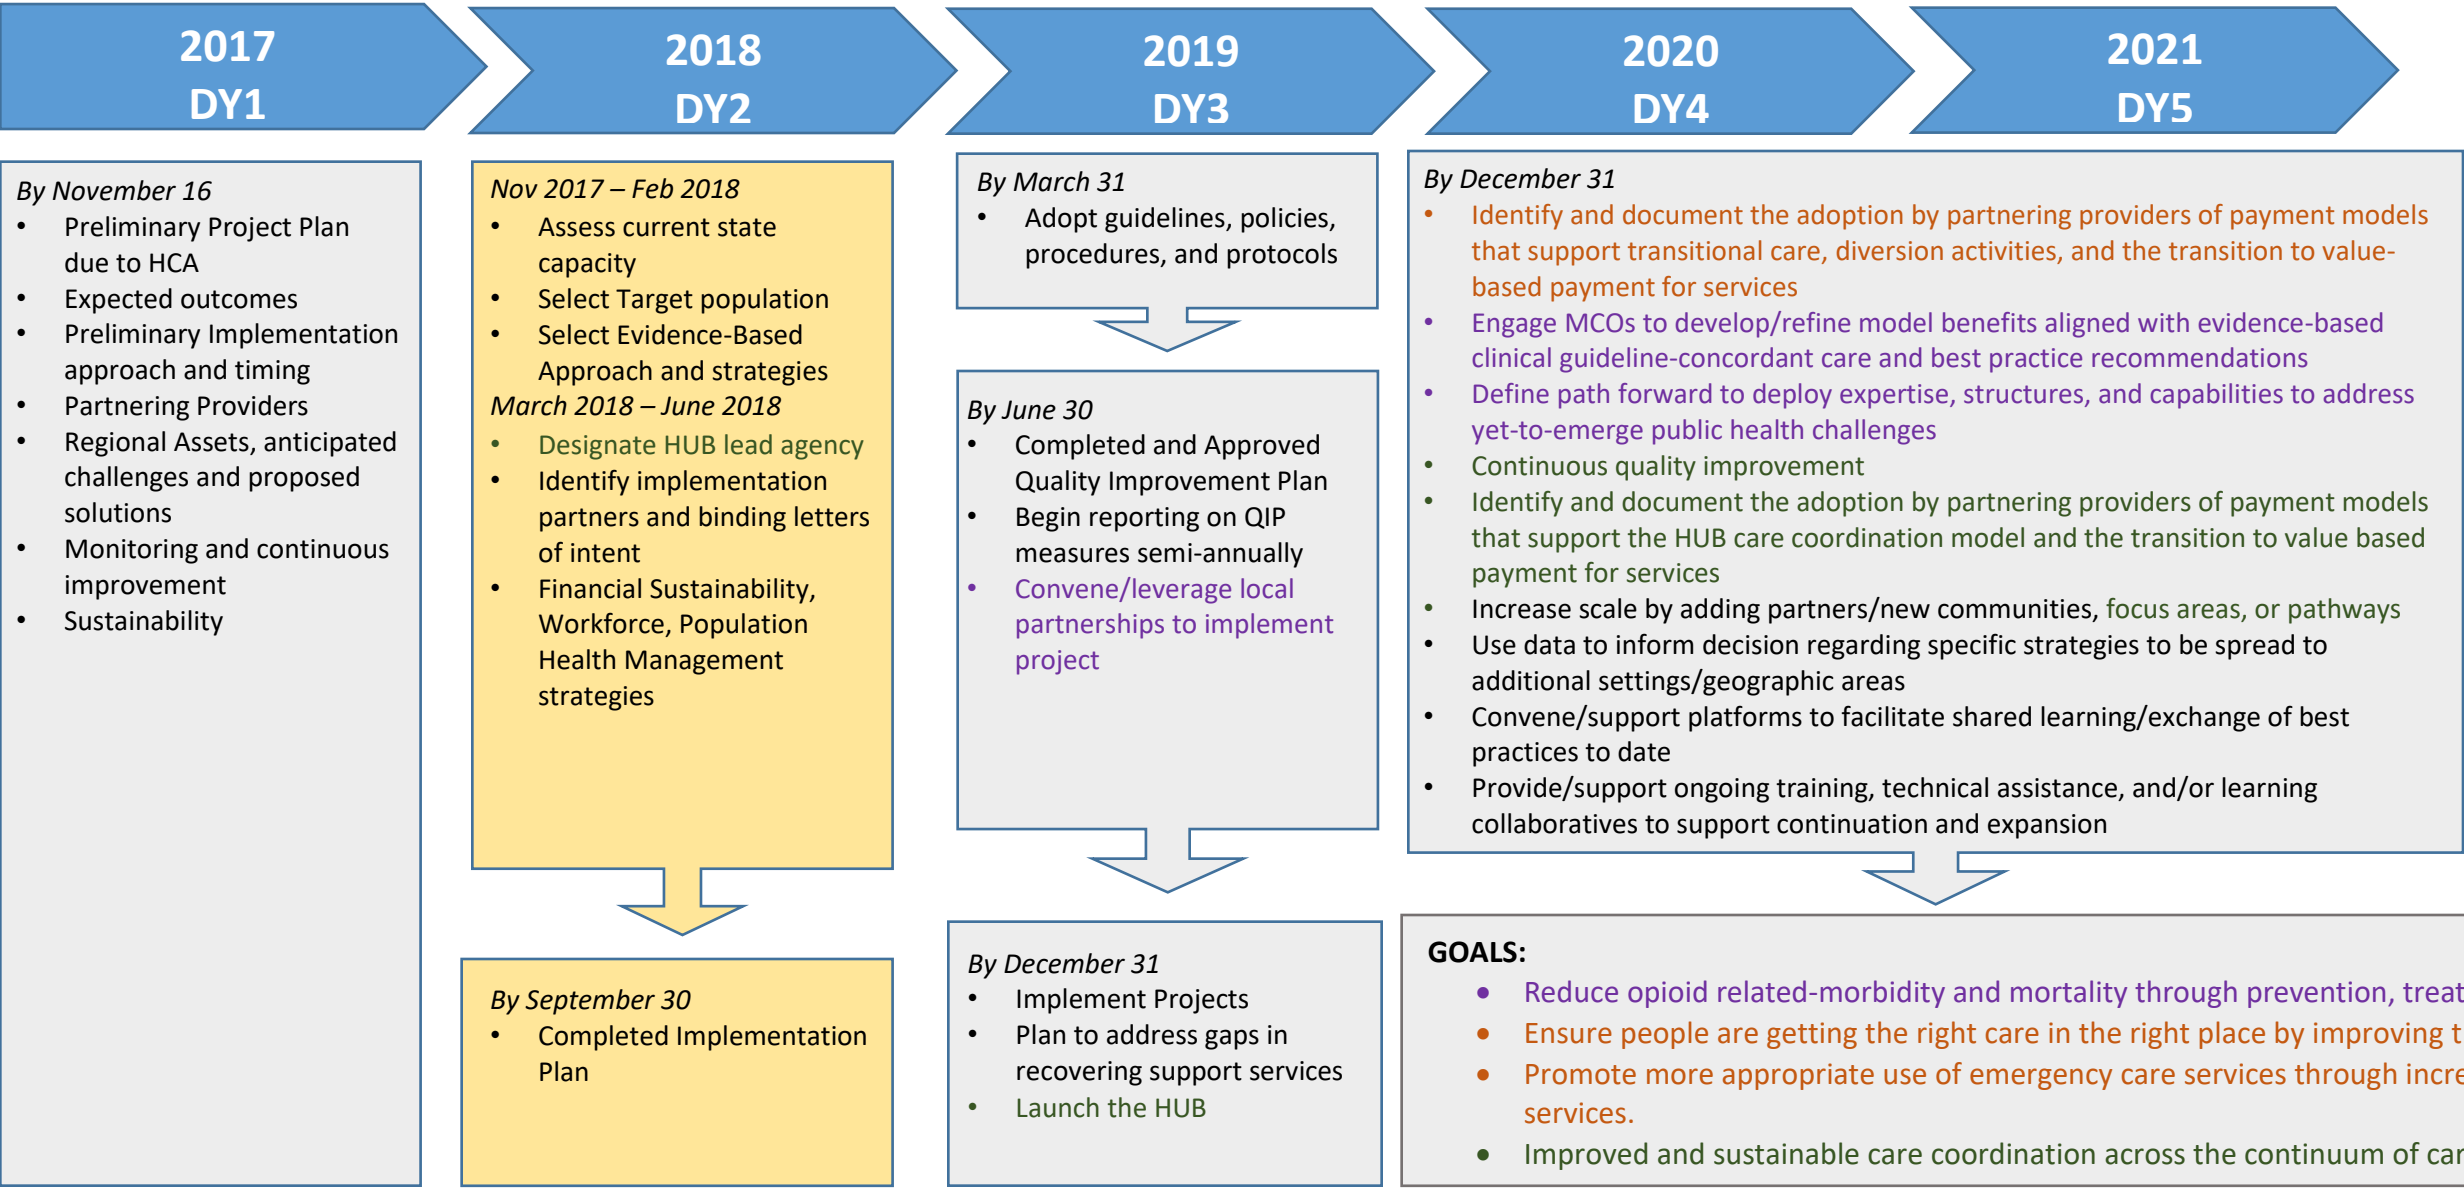 2017
DY1
2018
DY2
2019
DY3
2020
DY4
2021
DY5
By November 16
• Preliminary Project Plan
due to HCA
• Expected outcomes
• Preliminary Implementation
approach and timing
• Partnering Providers
• Regional Assets, anticipated
challenges and proposed
solutions
• Monitoring and continuous
improvement
• Sustainability
Nov 2017 – Feb 2018
• Assess current state
capacity
• Select Target population
• Select Evidence-Based
Approach and strategies
March 2018 – June 2018
• Designate HUB lead agency
• Identify implementation
partners and binding letters
of intent
• Financial Sustainability,
Workforce, Population
Health Management
strategies
By September 30
• Completed Implementation
Plan
By March 31
• Adopt guidelines, policies,
procedures, and protocols
By June 30
• Completed and Approved
Quality Improvement Plan
• Begin reporting on QIP
measures semi-annually
• Convene/leverage local
partnerships to implement
project
By December 31
• Implement Projects
• Plan to address gaps in
recovering support services
• Launch the HUB
By December 31
• Identify and document the adoption by partnering providers of payment models
that support transitional care, diversion activities, and the transition to value-
based payment for services
• Engage MCOs to develop/refine model benefits aligned with evidence-based
clinical guideline-concordant care and best practice recommendations
• Define path forward to deploy expertise, structures, and capabilities to address
yet-to-emerge public health challenges
• Continuous quality improvement
• Identify and document the adoption by partnering providers of payment models
that support the HUB care coordination model and the transition to value based
payment for services
• Increase scale by adding partners/new communities, focus areas, or pathways
• Use data to inform decision regarding specific strategies to be spread to
additional settings/geographic areas
• Convene/support platforms to facilitate shared learning/exchange of best
practices to date
• Provide/support ongoing training, technical assistance, and/or learning
collaboratives to support continuation and expansion
GOALS:
• Reduce opioid related-morbidity and mortality through prevention,
• Ensure people are getting the right care in the right place by improving
• Promote more appropriate use of emergency care services through
services.
• Improved and sustainable care coordination across the continuum of